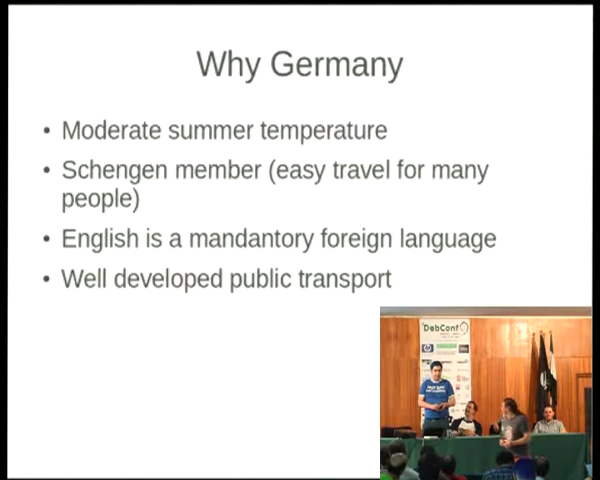 Why Germany
• Moderate summer temperature
• Schengen member (easy travel for many
people)
• English is a mandantory foreign language
• Well developed public transport
DebConf
hp